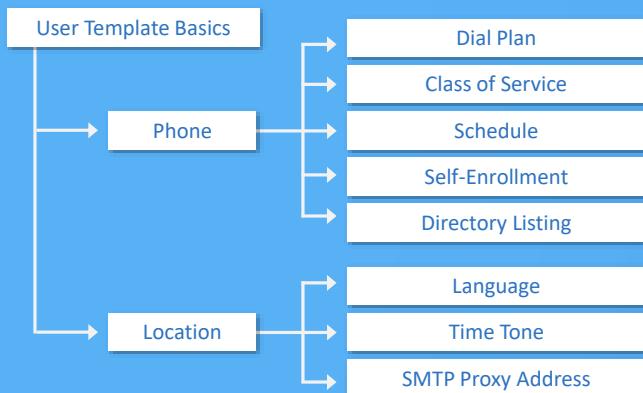 User Template Basics
Phone
Dial Plan
Class of Service
Schedule
Self-Enrollment
Directory Listing
Location
Language
Time Tone
SMTP Proxy Address